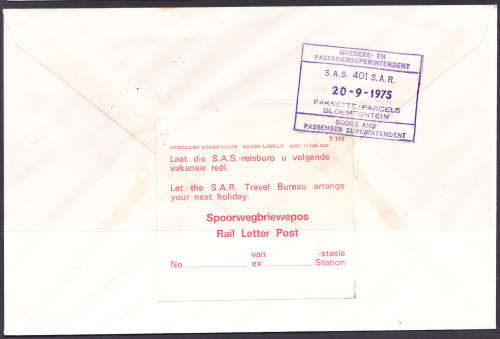 GOEDERE- EN
PASSASIERSUPERINTENDENT
S.A.S. 401 S.A.R.
20-9-1975
PAKKETTE/PARCELS
BLOEMFONTEIN
GOODS AND
PASSENGER SUPERINTENDENT
Laat die S.A.S.-reisburo u volgende
vakansie reël.
Let the S.A.R. Travel Bureau arrange
your next holiday.
Spoorwegbriewepos
Rail Letter Post
van -stasie
No. ex Station